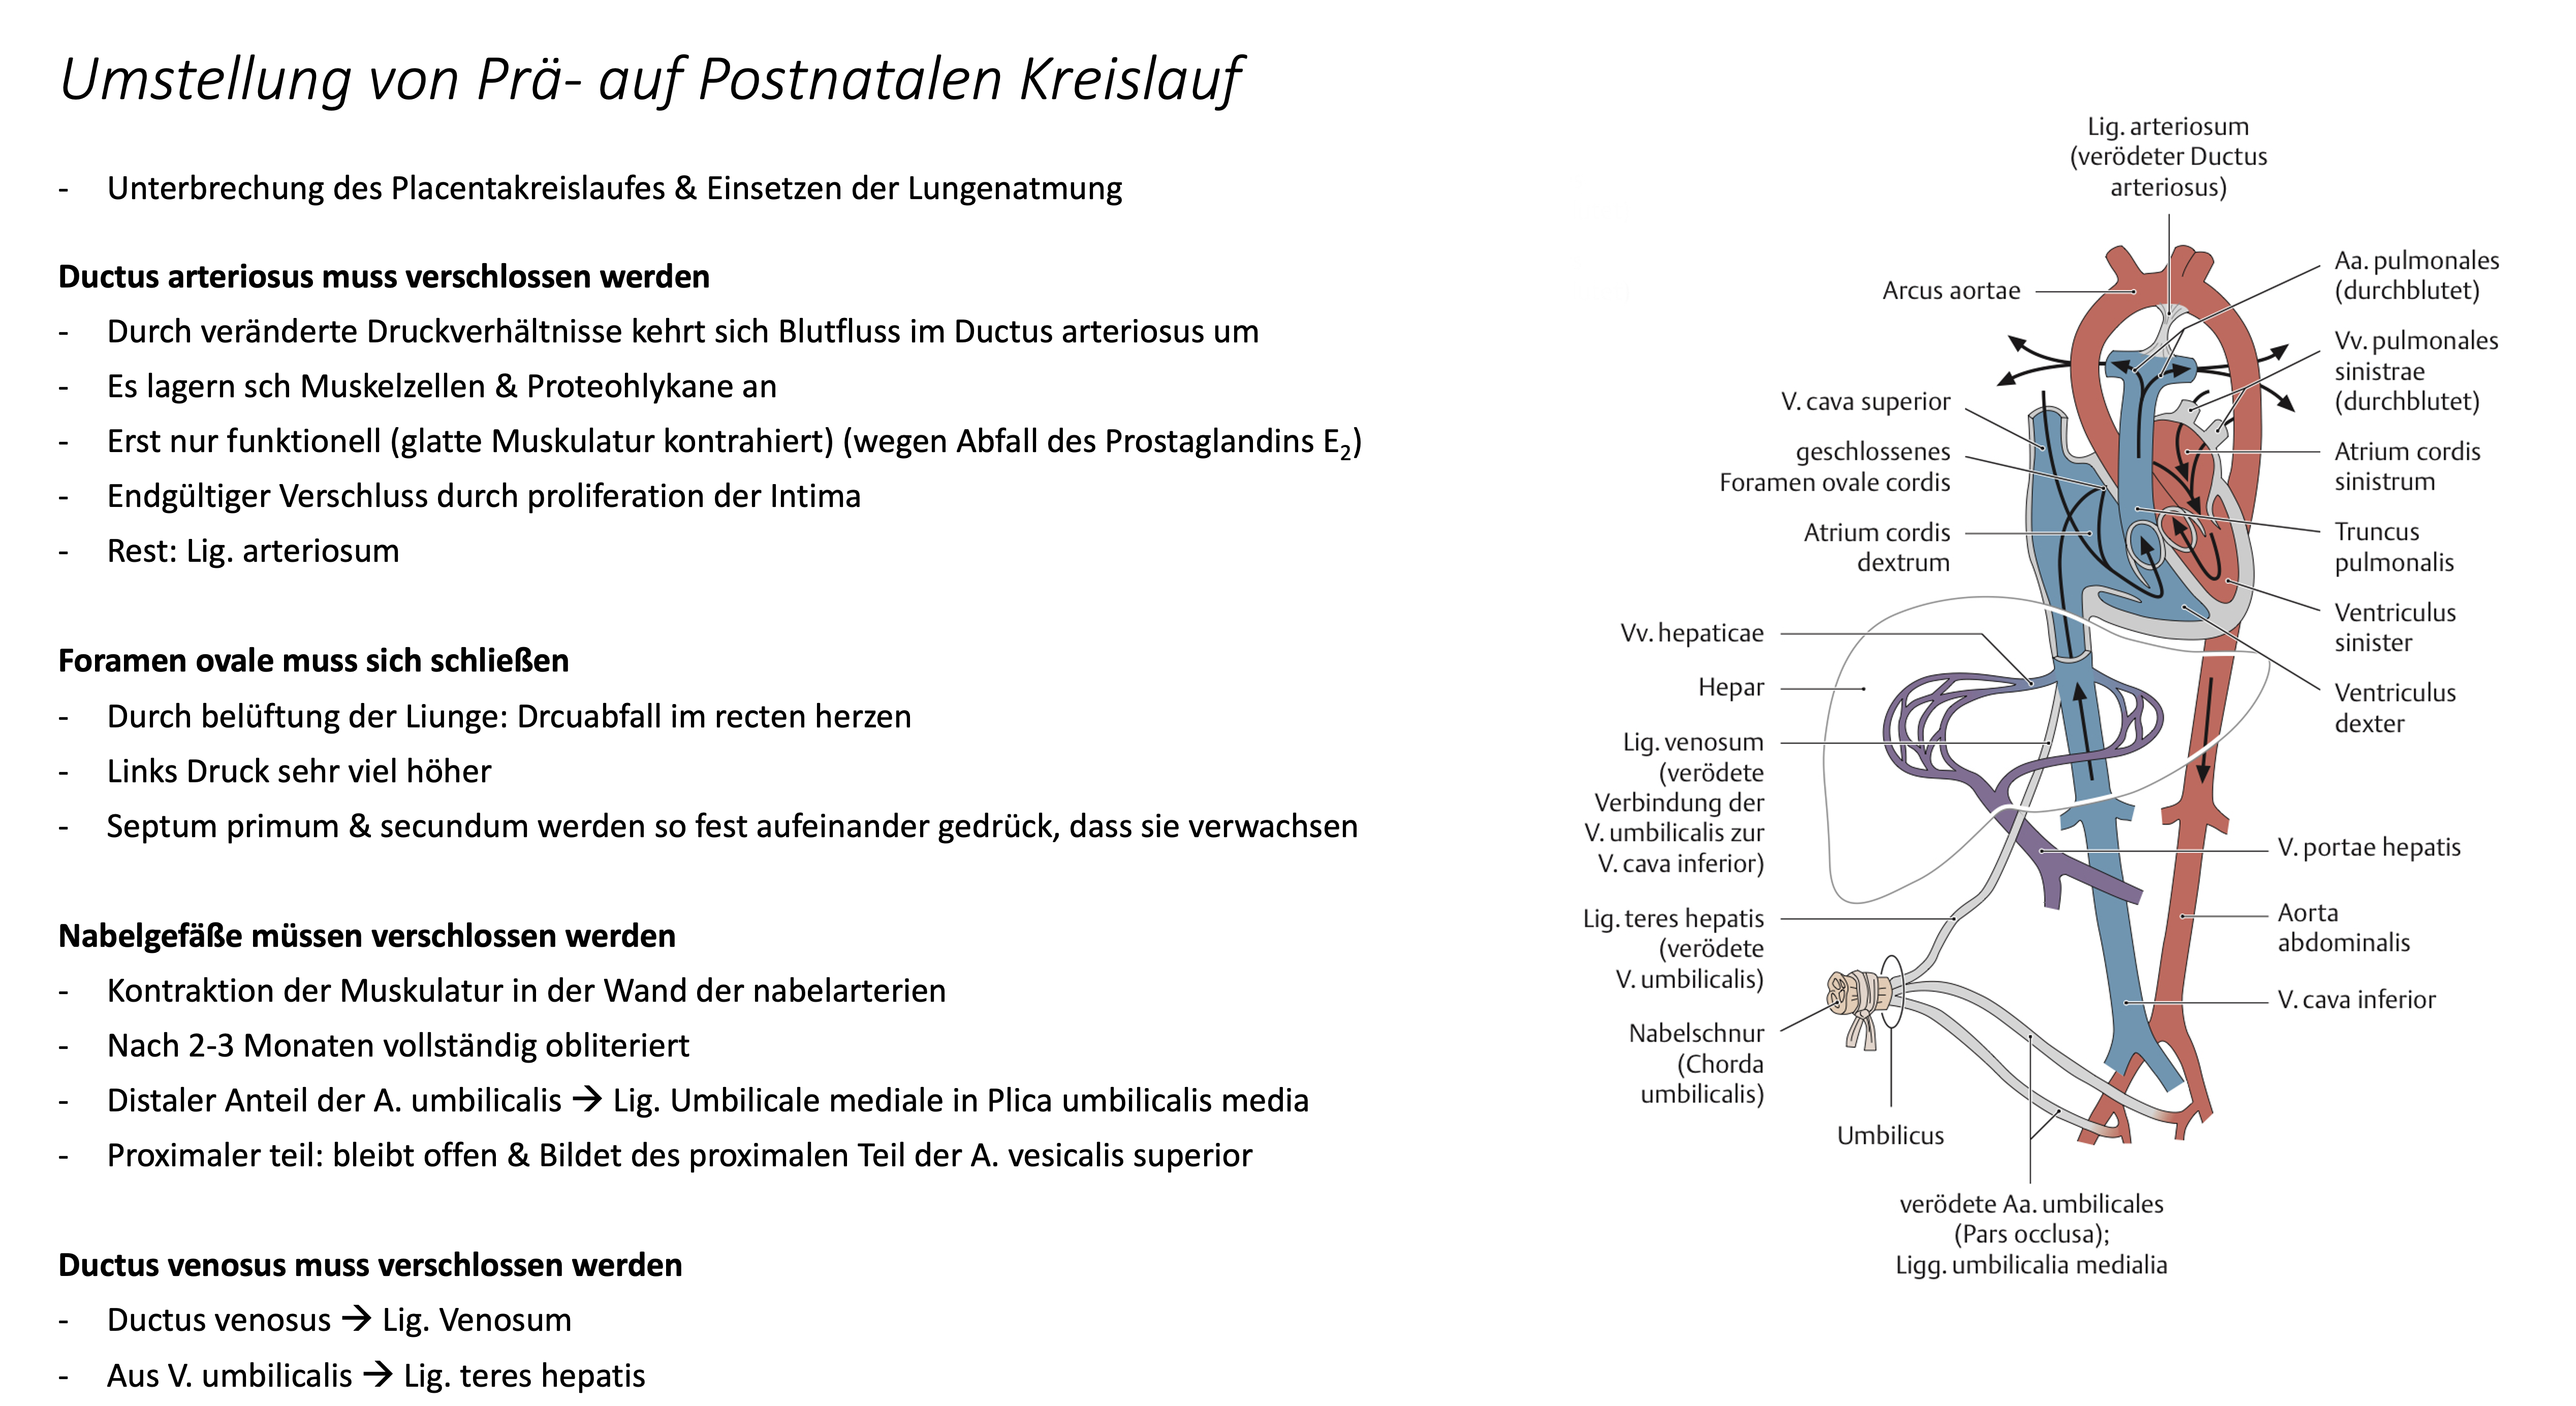 Umstellung von Prä- auf Postnatalen Kreislauf
- Unterbrechung des Placentakreislaufes & Einsetzen der Lungenatmung
Ductus arteriosus muss verschlossen werden
- Durch veränderte Druckverhältnisse kehrt sich Blutfluss im Ductus arteriosus um
- Es lagern sch Muskelzellen & Proteohlykane an
- Erst nur funktionell (glatte Muskulatur kontrahiert) (wegen Abfall des Prostaglandins E₂)
- Endgültiger Verschluss durch proliferation der Intima
- Rest: Lig. arteriosum
Foramen ovale muss sich schließen
- Durch belüftung der Liunge: Drcuabfall im recten herzen
- Links Druck sehr viel höher
- Septum primum & secundum werden so fest aufeinander gedrück, dass sie verwachsen
Nabelgefäße müssen verschlossen werden
- Kontraktion der Muskulatur in der Wand der nabelarterien
- Nach 2-3 Monaten vollständig obliteriert
- Distaler Anteil der A. umbilicalis → Lig. Umbilicale mediale in Plica umbilicalis media
- Proximaler teil: bleibt offen & Bildet des proximalen Teil der A. vesicalis superior
Ductus venosus muss verschlossen werden
- Ductus venosus → Lig. Venosum
- Aus V. umbilicalis → Lig. teres hepatis
Lig. arteriosum
(verödeter Ductus
arteriosus)
Arcus aortae
V. cava superior
geschlossenes
Foramen ovale cordis
Atrium cordis
dextrum
Vv. hepaticae
Hepar
Lig. venosum
(verödete
Verbindung der
V. umbilicalis zur
V. cava inferior)
Lig. teres hepatis
(verödete
V. umbilicalis)
Nabelschnur
(Chorda
umbilicalis)
Umbilicus
verödete Aa. umbilicales
(Pars occlusa);
Ligg. umbilicalia medialia
Aa. pulmonales
(durchblutet)
Vv. pulmonales
sinistrae
(durchblutet)
Atrium cordis
sinistrum
Truncus
pulmonalis
Ventriculus
sinister
Ventriculus
dexter
V. portae hepatis
Aorta
abdominalis
V. cava inferior